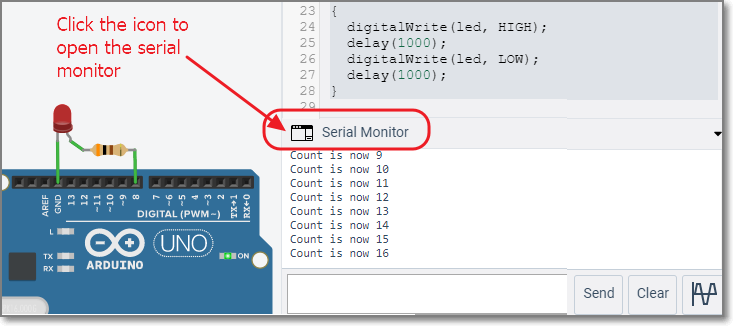 Click the icon to
open the serial
monitor
23 {
24 digitalWrite(led, HIGH);
25 delay(1000);
26 digitalWrite(led, LOW);
27 delay(1000);
28 }
29
Serial Monitor
Count is now 9
Count is now 10
Count is now 11
Count is now 12
Count is now 13
Count is now 14
Count is now 15
Count is now 16
Send
Clear
AREF
GND
13
12
~11
~10
~9
8
7
~6
~5
4
~3
2
TX→1
RX←0
DIGITAL (PWM~)
L
TX
RX
ARDUINO
UNO
ON